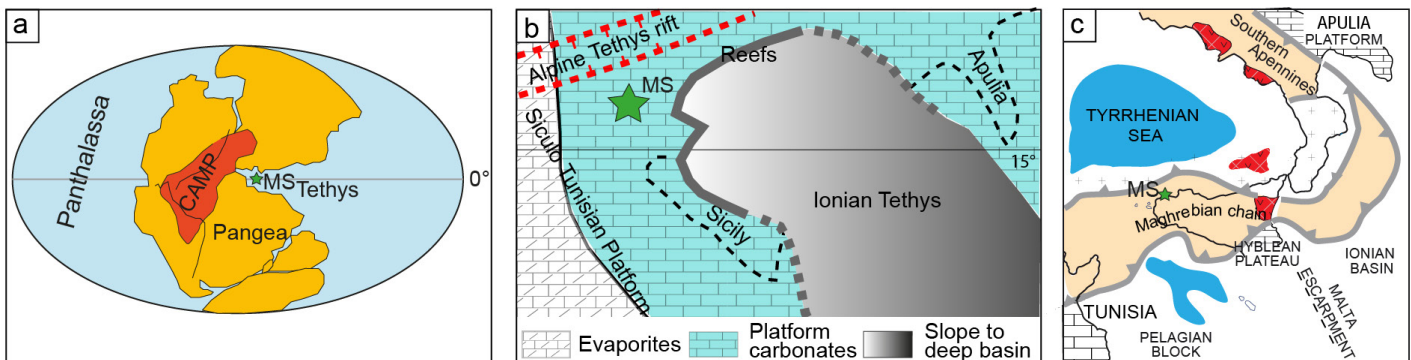 a
Panthalassa
CAMP
MS
Tethys
0°
Pangea
b
Alpine Tethys rift
Reefs
MS
Apulia
Siculo Tunisian Platform
15°
Sicily
Ionian Tethys
Evaporites
Platform
carbonates
Slope to
deep basin
c
Southern
Apennines
APULIA
PLATFORM
TYRRHENIAN
SEA
MS
Maghrebian chain
HYBLEAN
PLATEAU
IONIAN
BASIN
MALTA
ESCARPMENT
TUNISIA
PELAGIAN
BLOCK